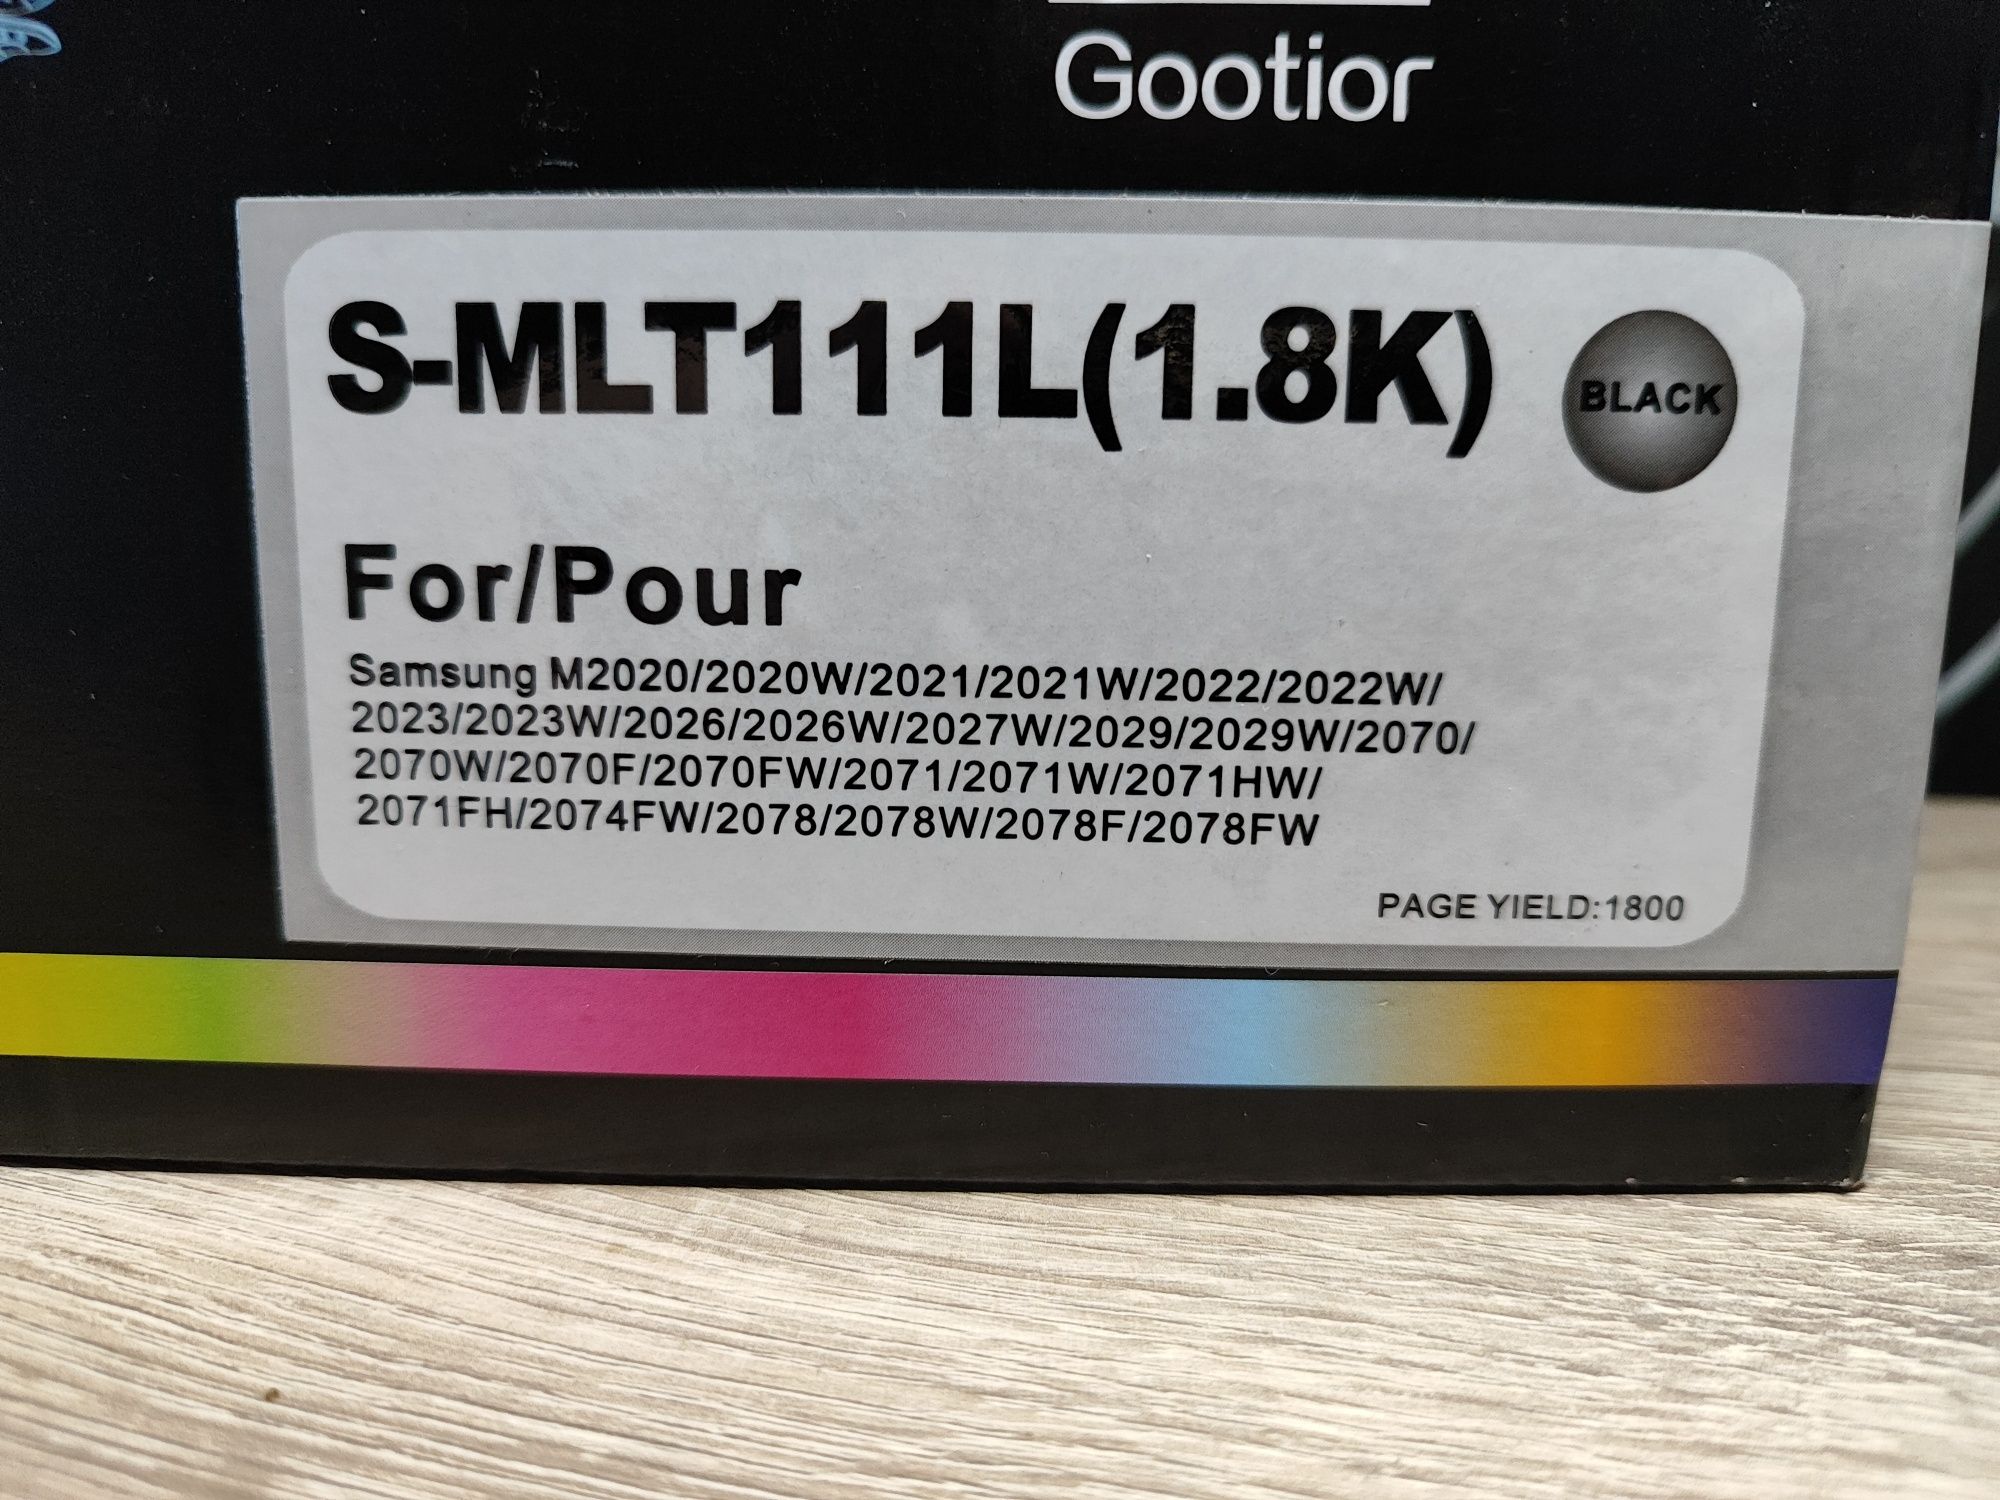 Gootior
S-MLT111L(1.8K)
BLACK
For/Pour
Samsung M2020/2020W/2021/2021W/2022/2022W/
2023/2023W/2026/2026W/2027W/2029/2029W/2070/
2070W/2070F/2070FW/2071/2071W/2071HW/
2071FH/2074FW/2078/2078W/2078F/2078FW
PAGE YIELD:1800